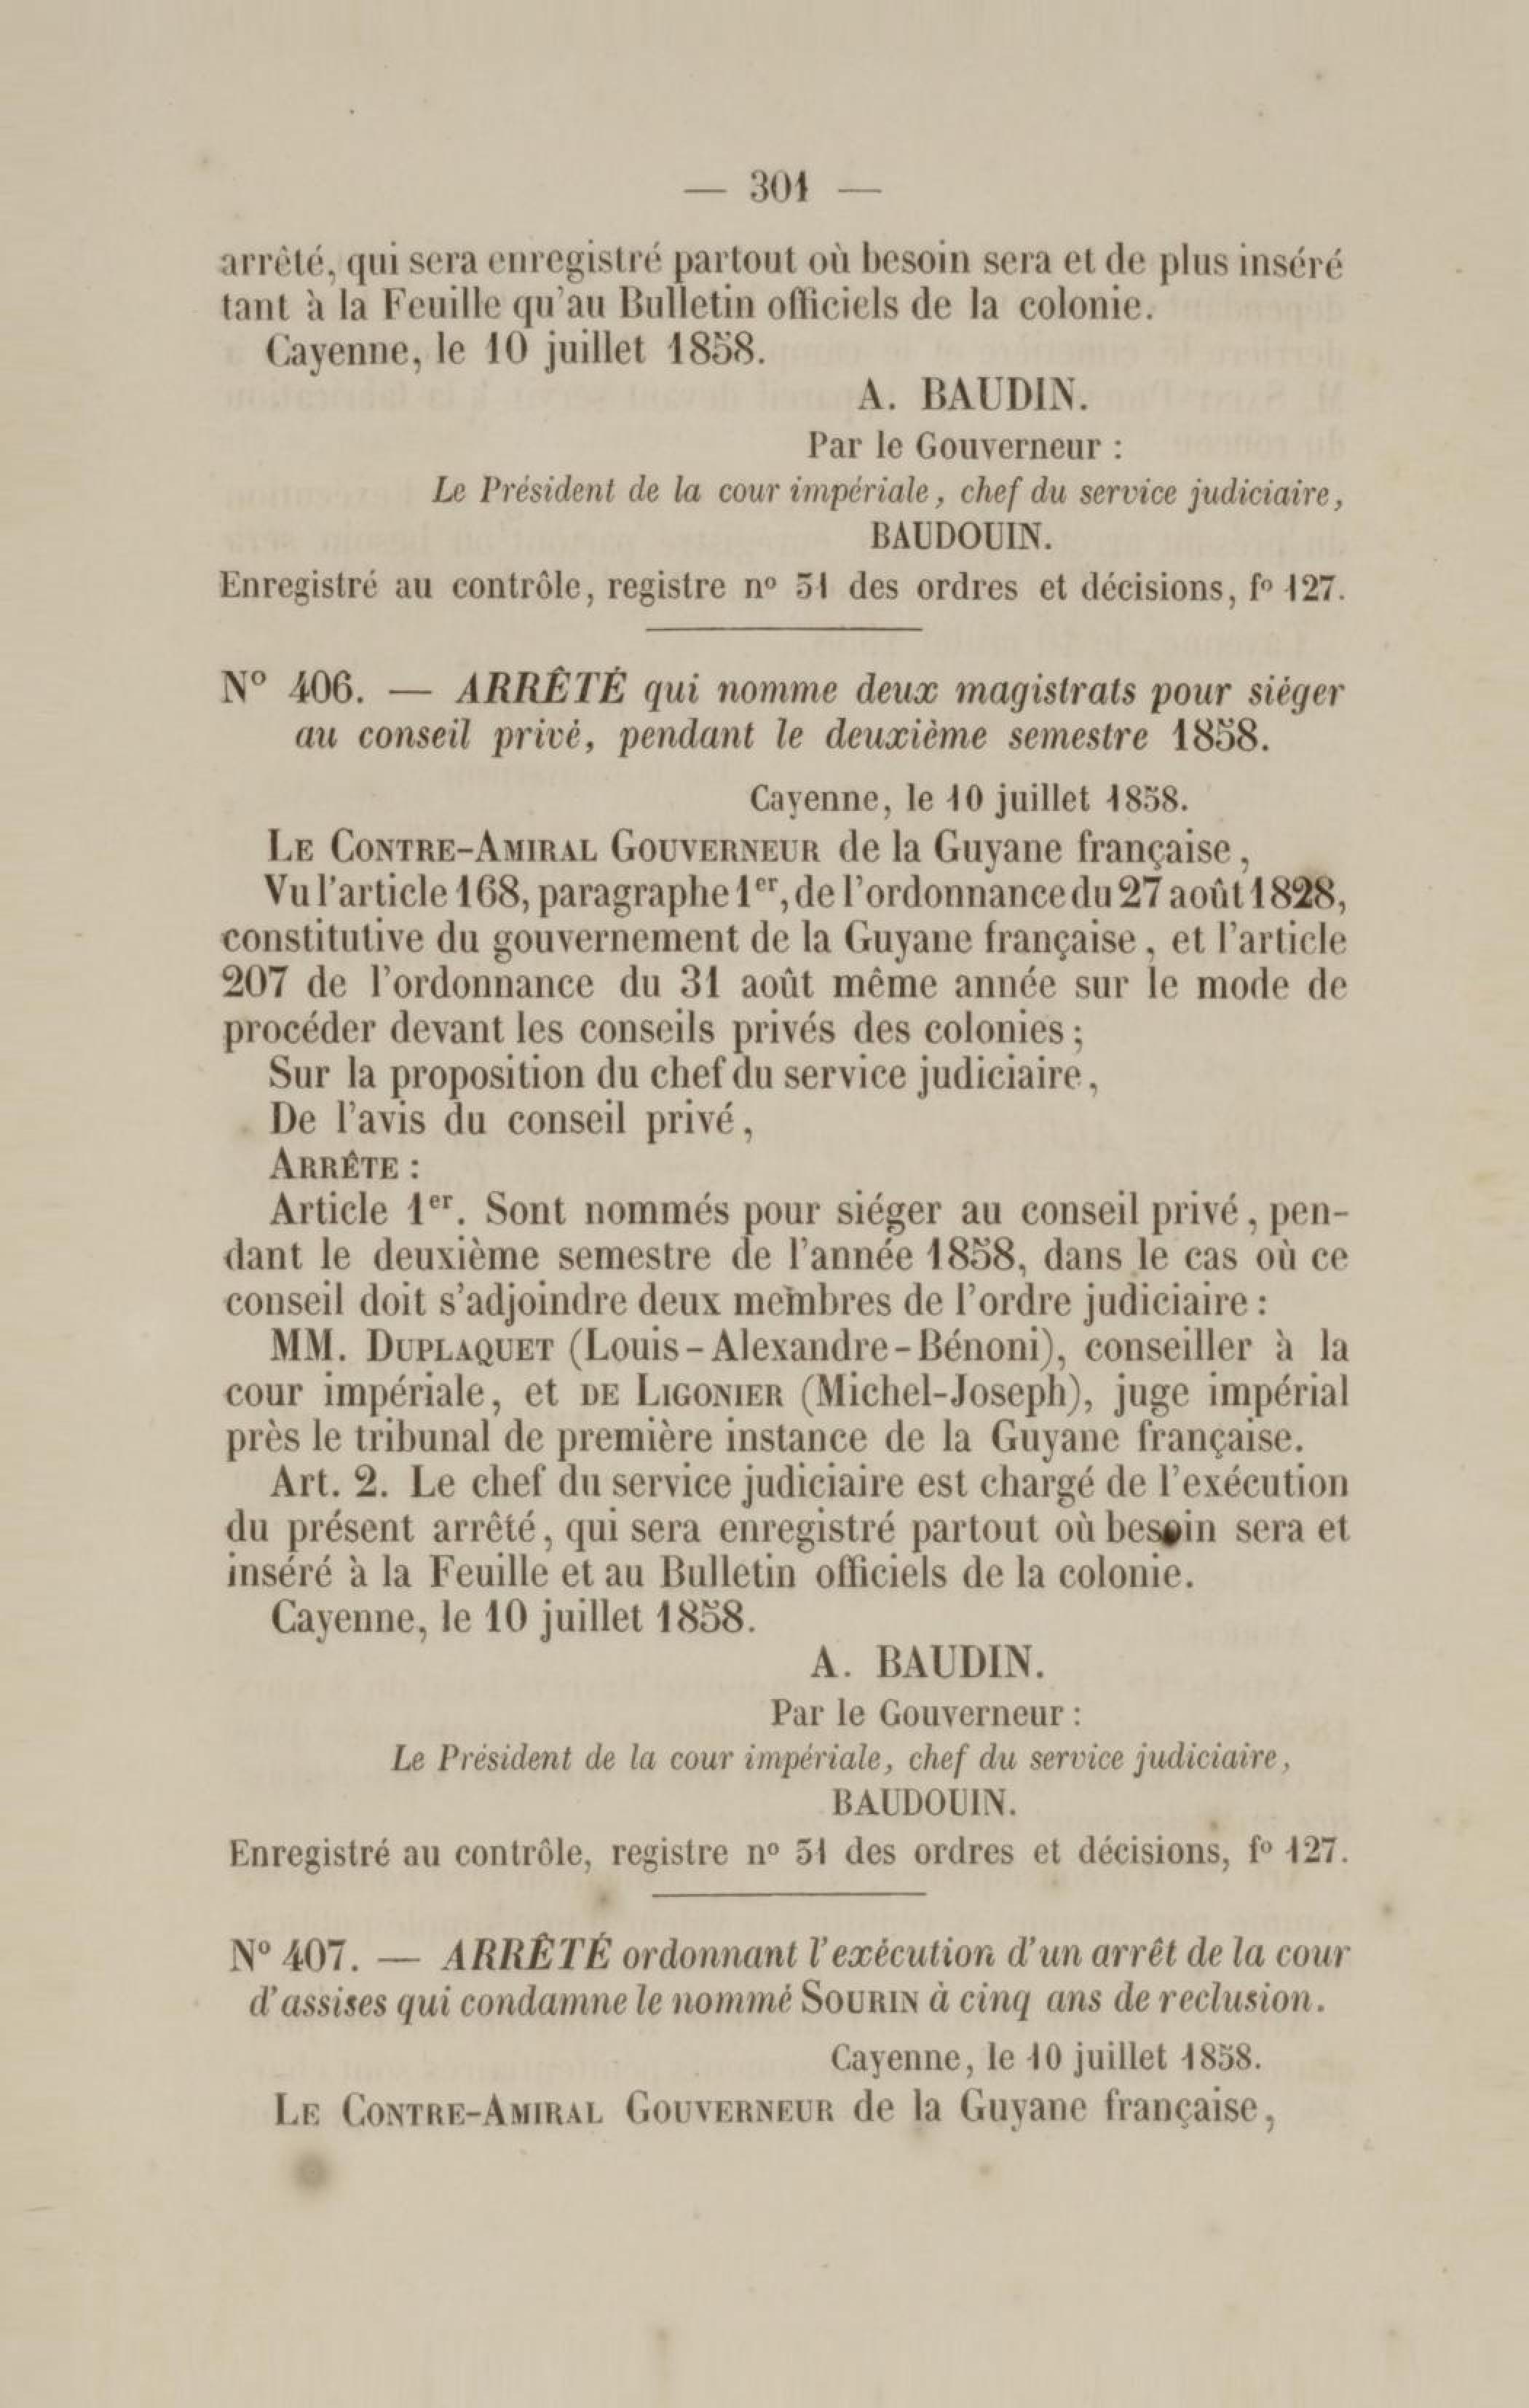 — 301 —
arrêté, qui sera enregistré partout où besoin sera et de plus inséré
tant à la Feuille qu'au Bulletin officiels de la colonie.
Cayenne, le 10 juillet 1858.
A. BAUDIN.
Par le Gouverneur :
Le Président de la cour impériale, chef du service judiciaire,
BAUDOUIN.
Enregistré au contrôle, registre nº 51 des ordres et décisions, fº 127.
Nº 406. — ARRÊTÉ qui nomme deux magistrats pour siéger
au conseil privé, pendant le deuxième semestre 1858.
Cayenne, le 10 juillet 1858.
LE CONTRE-AMIRAL GOUVERNEUR de la Guyane française,
Vu l'article 168, paragraphe 1er, de l'ordonnance du 27 août 1828,
constitutive du gouvernement de la Guyane française, et l'article
207 de l'ordonnance du 31 août même année sur le mode de
procéder devant les conseils privés des colonies ;
Sur la proposition du chef du service judiciaire,
De l'avis du conseil privé,
ARRÊTE :
Article 1er. Sont nommés pour siéger au conseil privé, pen-
dant le deuxième semestre de l'année 1858, dans le cas où ce
conseil doit s'adjoindre deux membres de l'ordre judiciaire :
MM. DUPLAQUET (Louis-Alexandre-Bénoni), conseiller à la
cour impériale, et DE LIGONIER (Michel-Joseph), juge impérial
près le tribunal de première instance de la Guyane française.
Art. 2. Le chef du service judiciaire est chargé de l'exécution
du présent arrêté, qui sera enregistré partout où besoin sera et
inséré à la Feuille et au Bulletin officiels de la colonie.
Cayenne, le 10 juillet 1858.
A. BAUDIN.
Par le Gouverneur :
Le Président de la cour impériale, chef du service judiciaire,
BAUDOUIN.
Enregistré au contrôle, registre nº 51 des ordres et décisions, fº 127.
Nº 407. — ARRÊTÉ ordonnant l'exécution d'un arrêt de la cour
d'assises qui condamne le nommé SOURIN à cinq ans de reclusion.
Cayenne, le 10 juillet 1858.
LE CONTRE-AMIRAL GOUVERNEUR de la Guyane française,